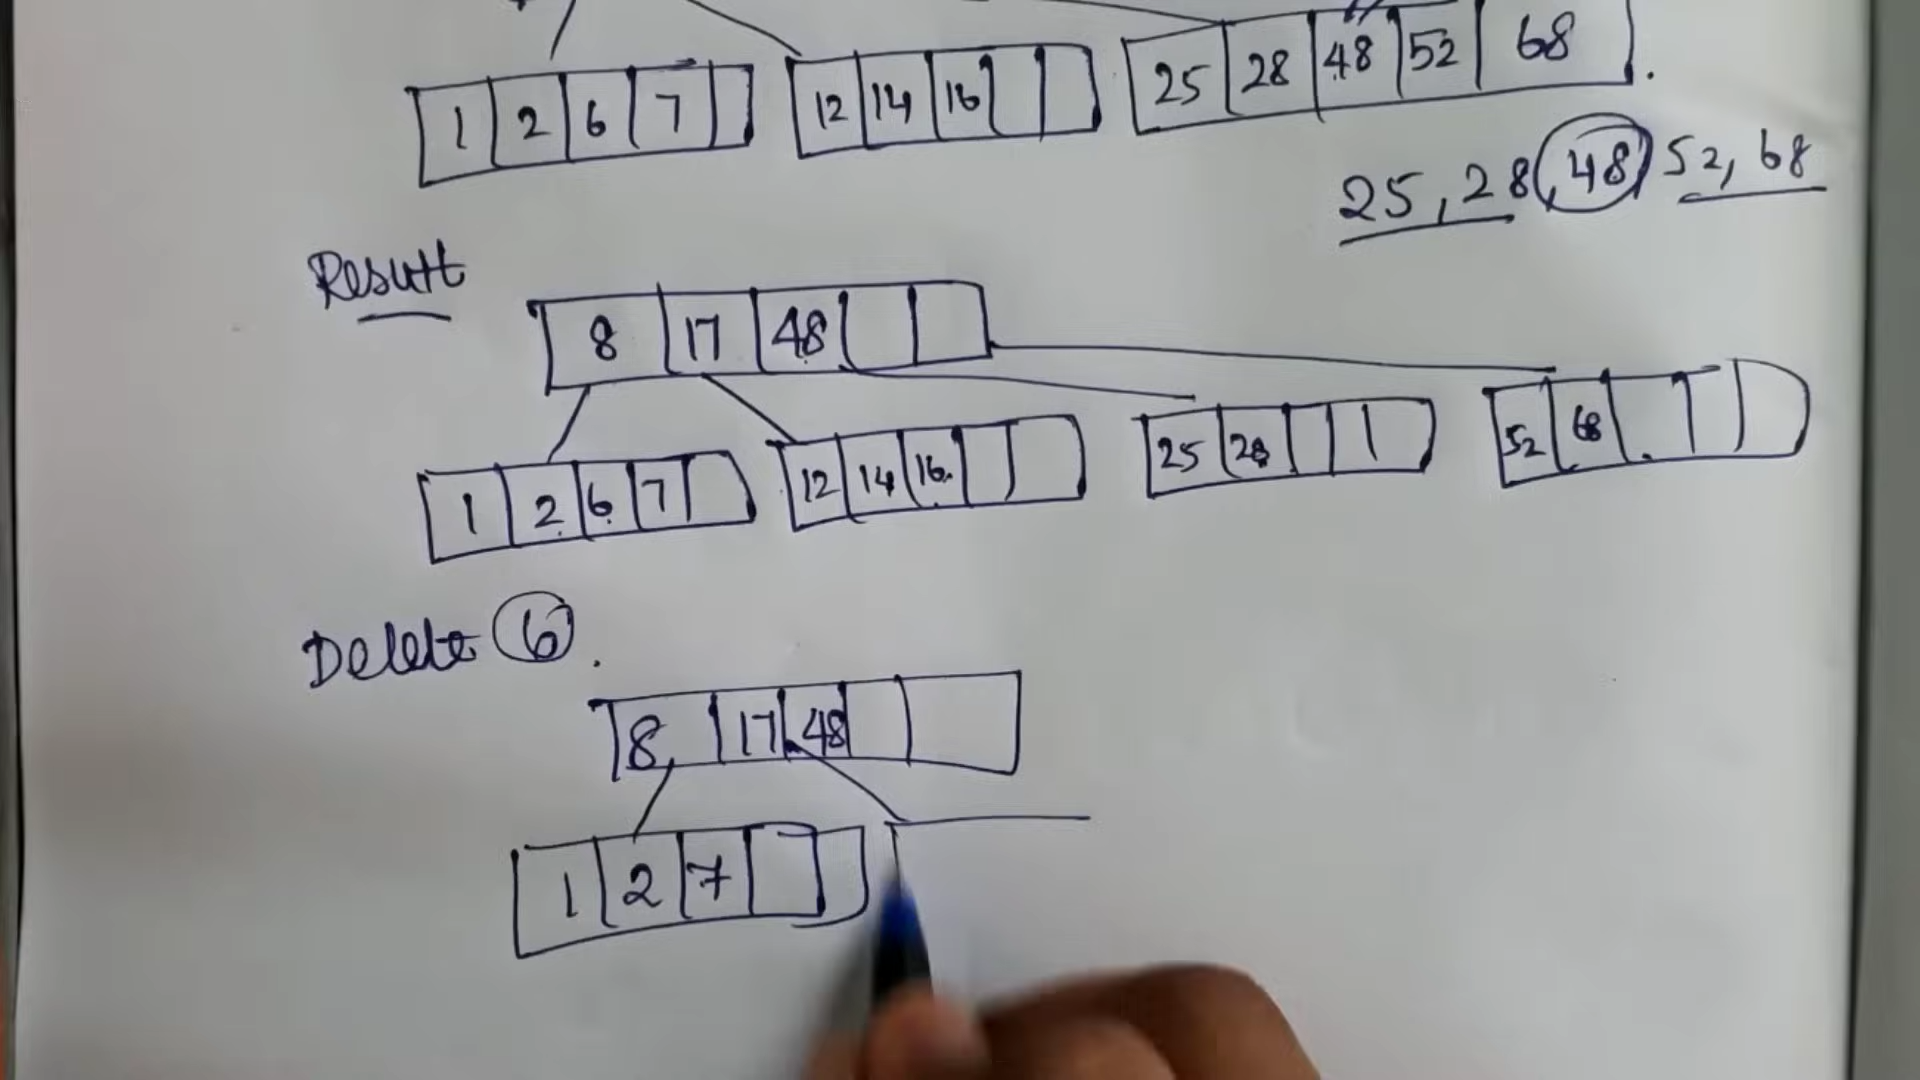 1 2 6 7 12 14 16 25 28 48 52 68
25, 28, 48 52, 68
Result
8 17 48
1 2 6 7 12 14 16 25 28 52 68
Delete 6.
8 17 48
1 2 7